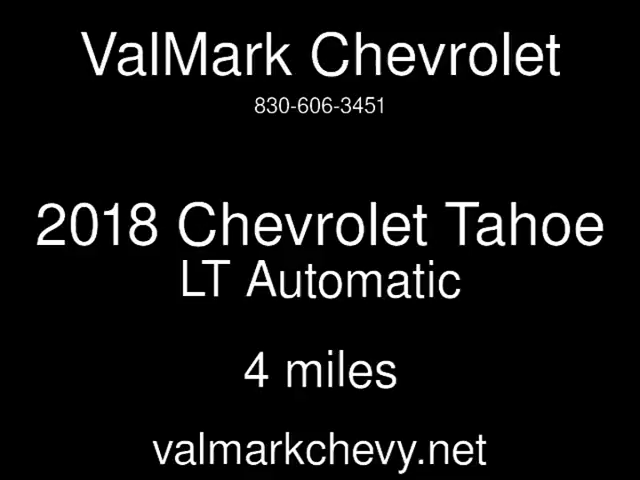 ValMark Chevrolet
830-606-3451
2018 Chevrolet Tahoe
LT Automatic
4 miles
valmarkchevy.net